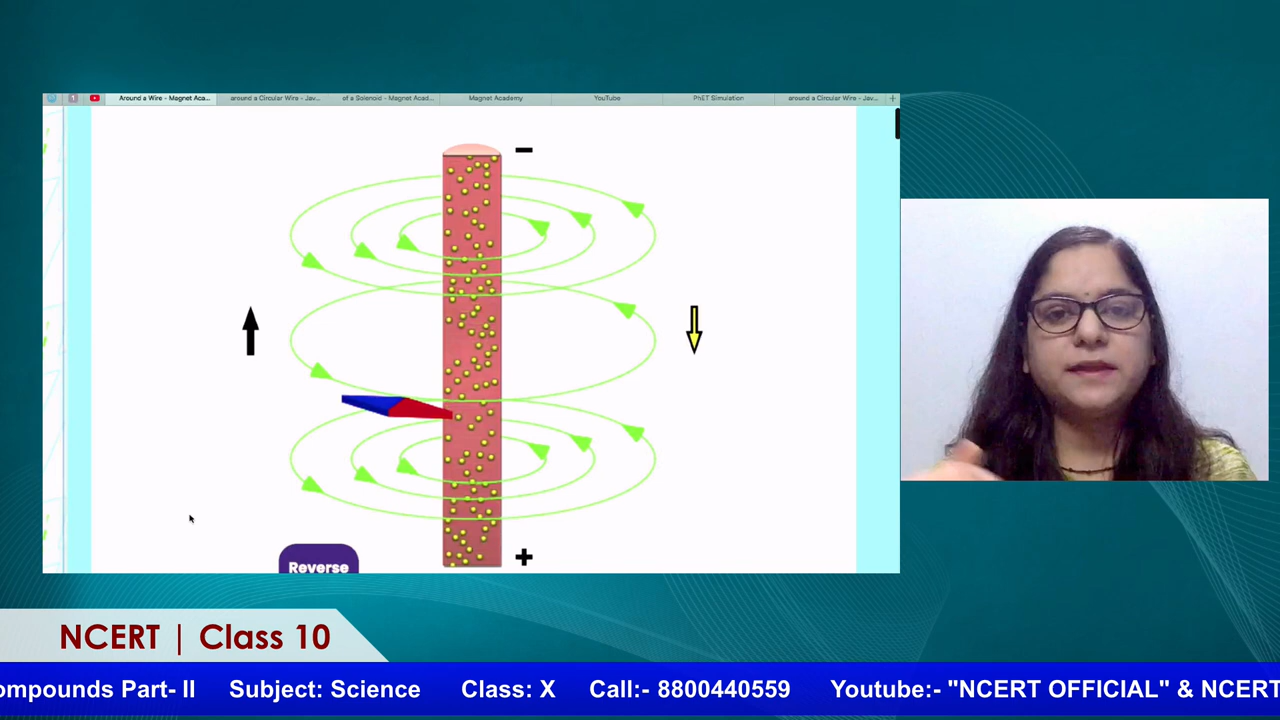 Around a Wire - Magnet Aca...
around a Circular Wire - Jav...
of a Solenoid - Magnet Acad...
Magnet Academy
YouTube
PhET Simulation
around a Circular Wire - Jav...
+
1
−
+
Reverse
NCERT | Class 10
ompounds Part- II Subject: Science Class: X Call:- 8800440559 Youtube:- "NCERT OFFICIAL" & NCERT